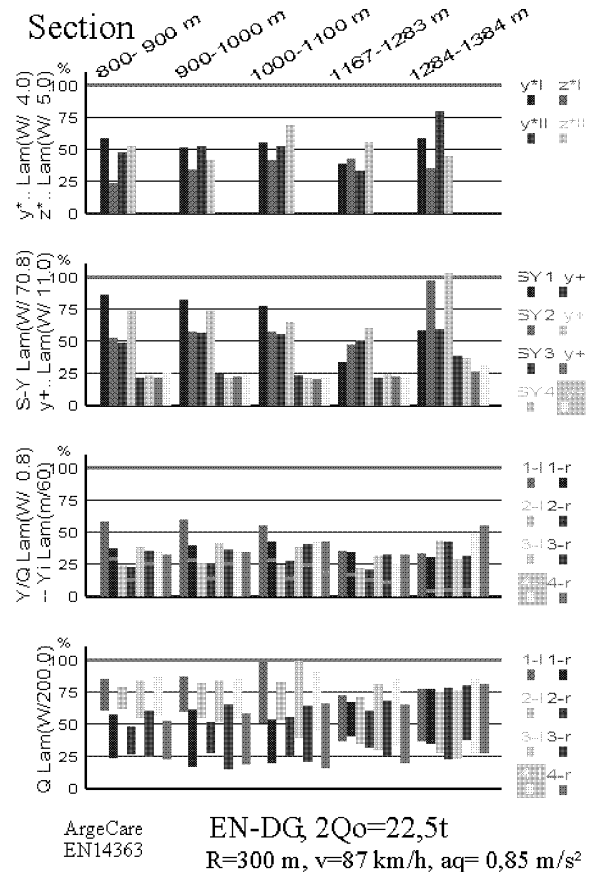 Section
800- 900 m
900-1000 m
1000-1100 m
1167-1283 m
1284-1384 m
y*.. Lam(W/ 4.0)
z*.. Lam(W/ 5.0)
%
100
75
50
25
0
y*I z*I
y*II z*II
S-Y Lam(W/70.8)
y+.. Lam(W/11.0)
%
100
75
50
25
0
SY1 y+
SY2 y+
SY3 y+
SY4
Y/Q Lam(W/ 0.8)
-- Yi Lam(m/60)
%
100
75
50
25
0
1-l 1-r
2-l 2-r
3-l 3-r
4-r
Q Lam(W/200.0)
%
100
75
50
25
0
1-l 1-r
2-l 2-r
3-l 3-r
4-r
ArgeCare
EN14363
EN-DG, 2Qo=22,5t
R=300 m, v=87 km/h, aq= 0,85 m/s²